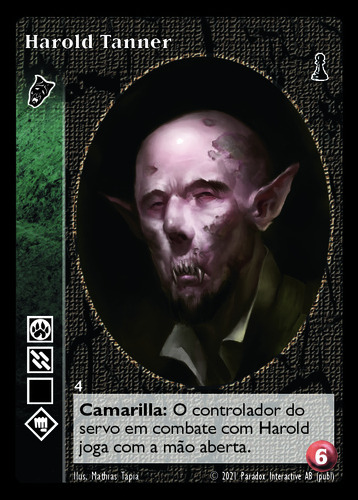 Harold Tanner
4
Camarilla: O controlador do
servo em combate com Harold
joga com a mão aberta.
6
Ilus. Mathias Tapia
© 2021 Paradox Interactive AB (publ)